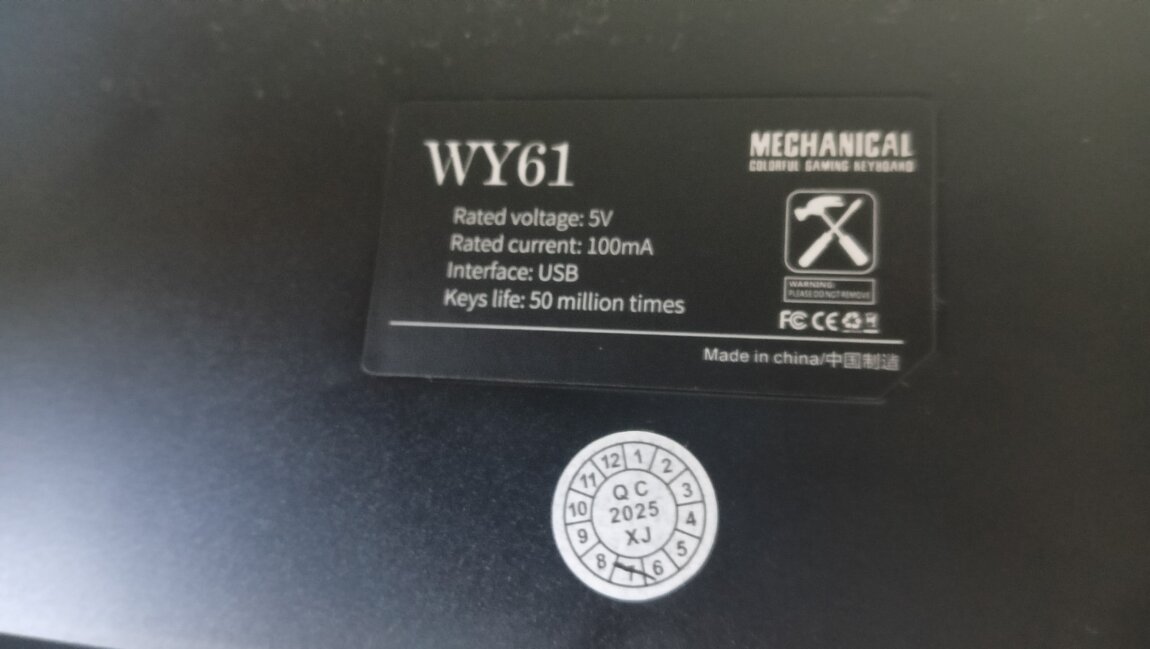 WY61
Rated voltage: 5V
Rated current: 100mA
Interface: USB
Keys life: 50 million times
MECHANICAL
COLORFUL GAMING KEYBOARD
WARNING:
PLEASE DO NOT REMOVE
FC CE
Made in china/中国制造
12 1 2 3 4 5 6 7 8 9 10 11
QC
2025
XJ